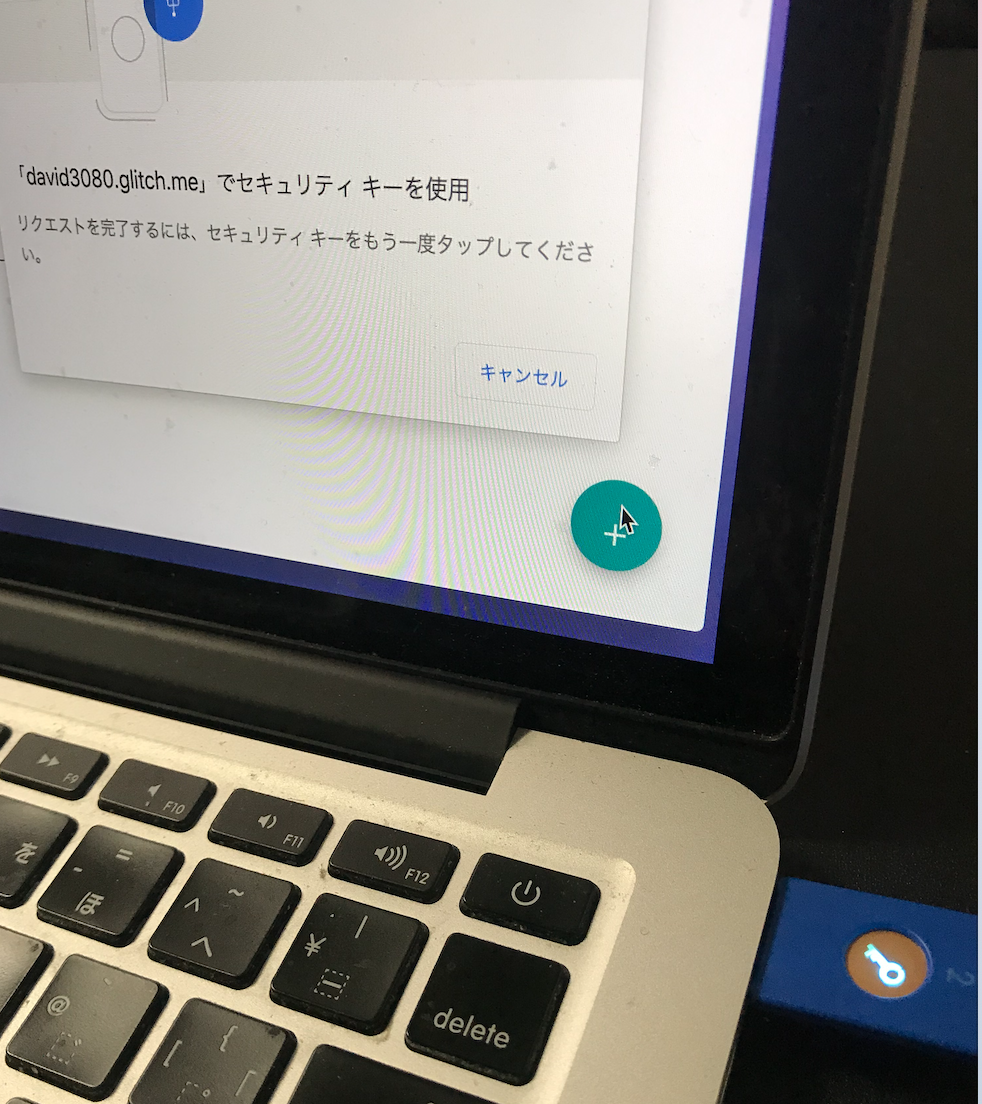 「david3080.glitch.me」でセキュリティ キーを使用
リクエストを完了するには、セキュリティ キーをもう一度タップしてくださ
い。
キャンセル
+
F9
F10
F11
F12
を
- =
ほ
^ ~
へ
¥ |
ー
delete
@ `
゛
[ {
゜ 「
2